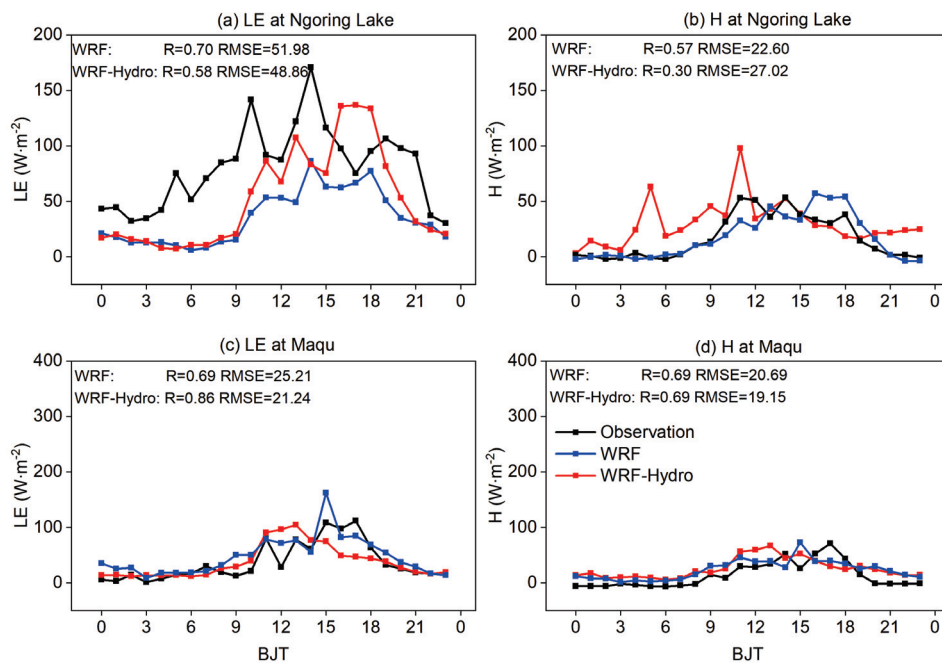 (a) LE at Ngoring Lake
WRF: R=0.70 RMSE=51.98
WRF-Hydro: R=0.58 RMSE=48.86
LE (W·m-2)
200
150
100
50
0
0 3 6 9 12 15 18 21 0
(b) H at Ngoring Lake
WRF: R=0.57 RMSE=22.60
WRF-Hydro: R=0.30 RMSE=27.02
H (W·m-2)
200
150
100
50
0
0 3 6 9 12 15 18 21 0
(c) LE at Maqu
WRF: R=0.69 RMSE=25.21
WRF-Hydro: R=0.86 RMSE=21.24
LE (W·m-2)
400
300
200
100
0
0 3 6 9 12 15 18 21 0
BJT
(d) H at Maqu
WRF: R=0.69 RMSE=20.69
WRF-Hydro: R=0.69 RMSE=19.15
Observation
WRF
WRF-Hydro
H (W·m-2)
400
300
200
100
0
0 3 6 9 12 15 18 21 0
BJT